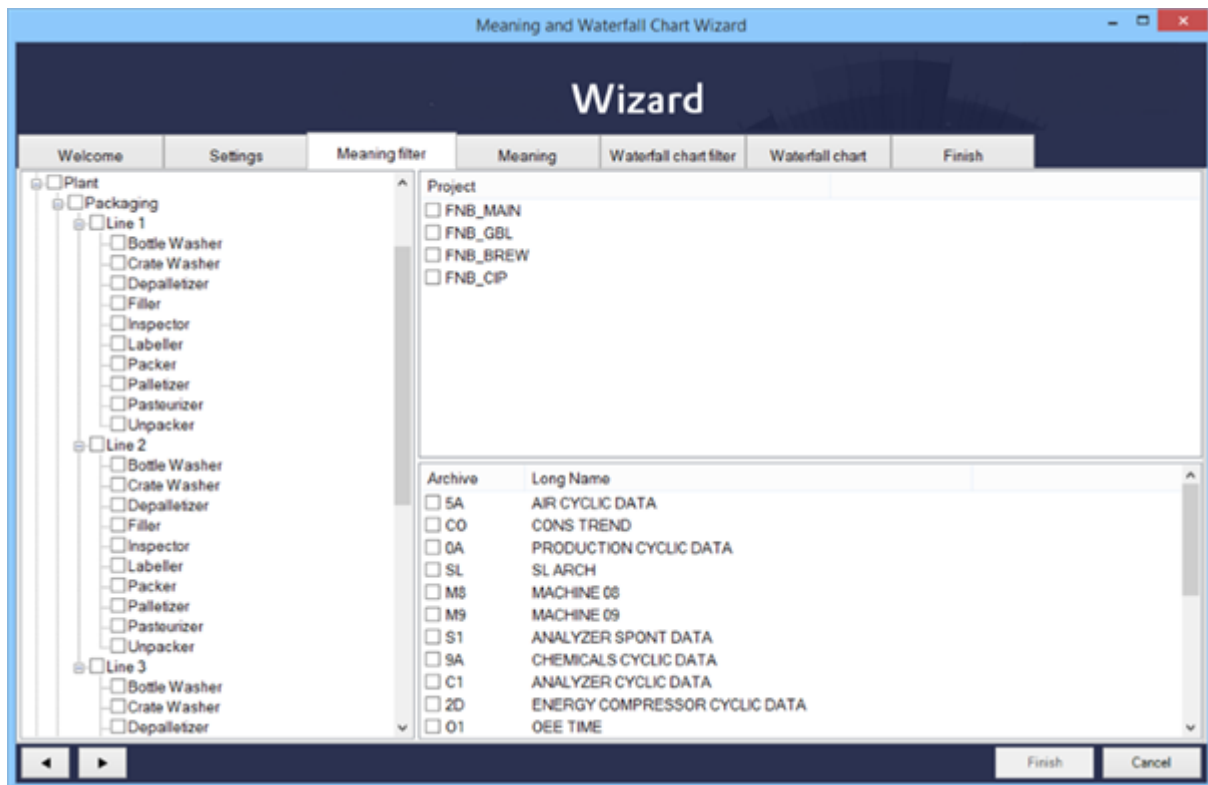 Meaning and Waterfall Chart Wizard
Wizard
Welcome Settings Meaning filter Meaning Waterfall chart filter Waterfall chart Finish
Plant
Packaging
Line 1
Bottle Washer
Crate Washer
Depalletizer
Filler
Inspector
Labeller
Packer
Palletizer
Pasteurizer
Unpacker
Line 2
Bottle Washer
Crate Washer
Depalletizer
Filler
Inspector
Labeller
Packer
Palletizer
Pasteurizer
Unpacker
Line 3
Bottle Washer
Crate Washer
Depalletizer
Project
FNB_MAIN
FNB_GBL
FNB_BREW
FNB_CIP
Archive Long Name
5A AIR CYCLIC DATA
CO CONS TREND
0A PRODUCTION CYCLIC DATA
SL SL ARCH
M8 MACHINE 08
M9 MACHINE 09
S1 ANALYZER SPONT DATA
9A CHEMICALS CYCLIC DATA
C1 ANALYZER CYCLIC DATA
2D ENERGY COMPRESSOR CYCLIC DATA
O1 OEE TIME
Finish Cancel